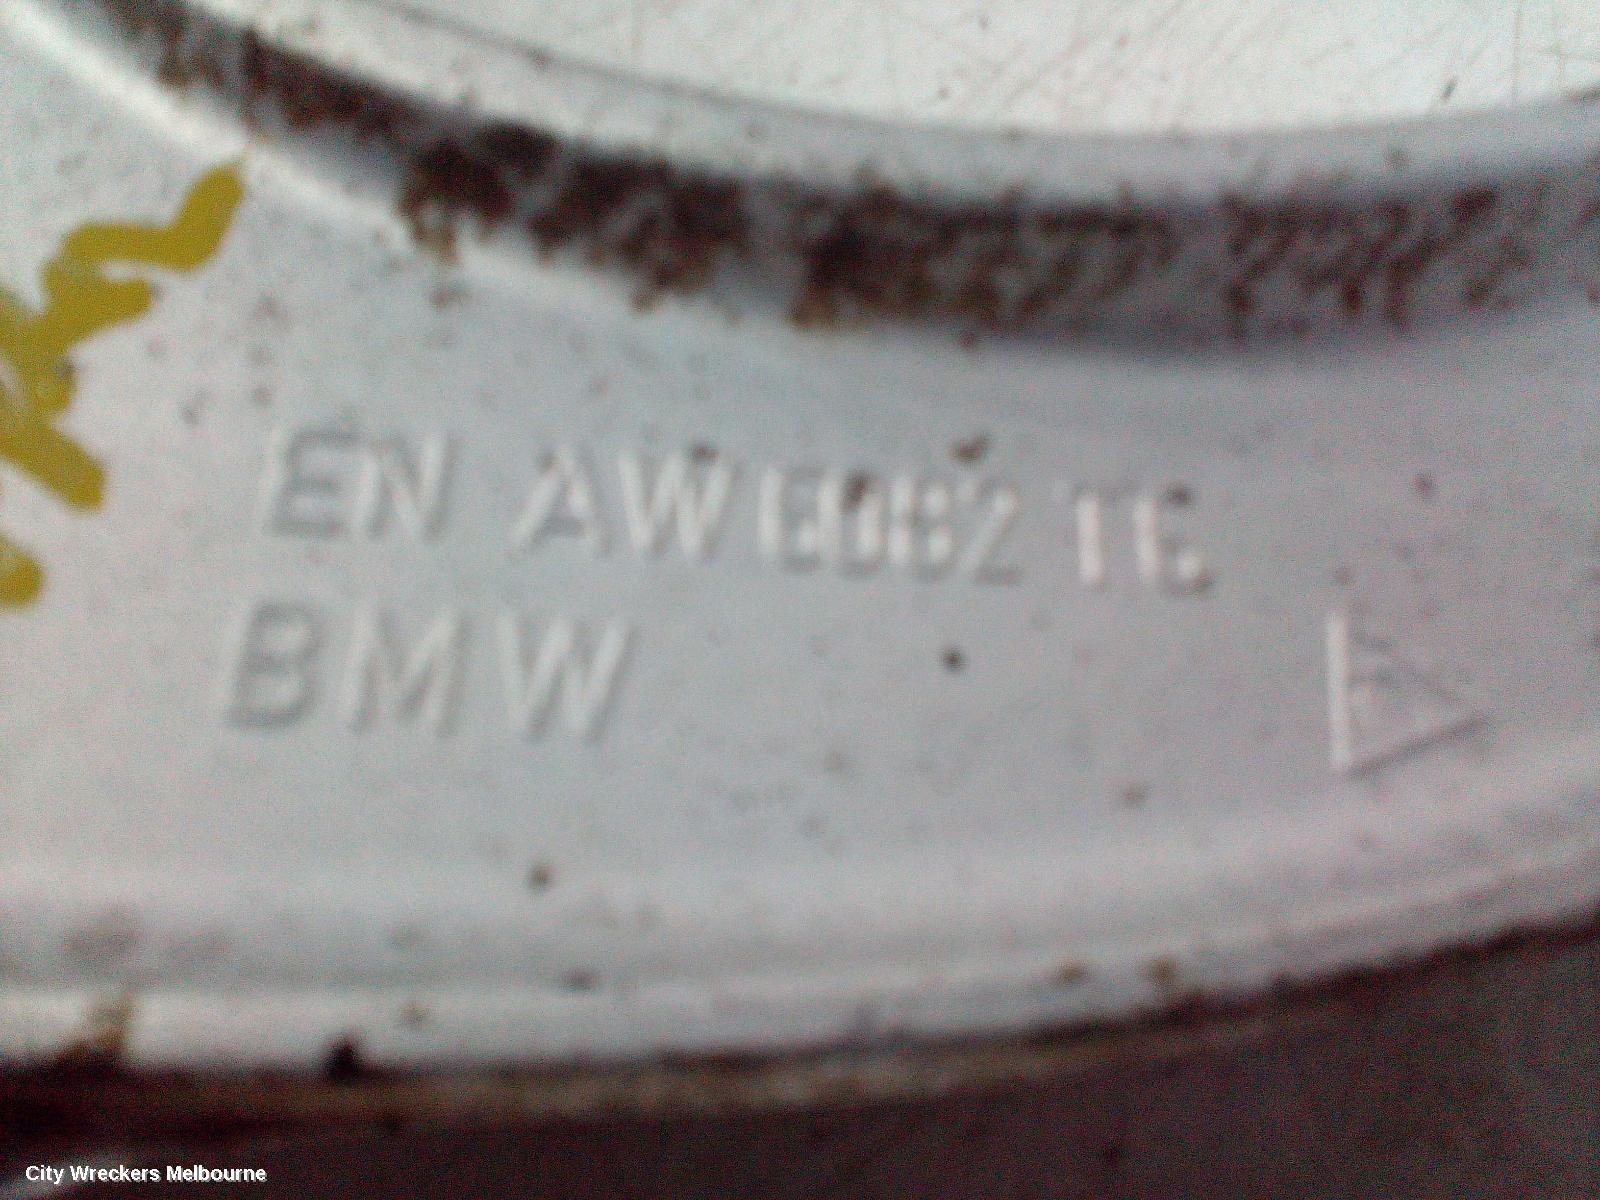 EN AW 6082 T6
BMW
City Wreckers Melbourne